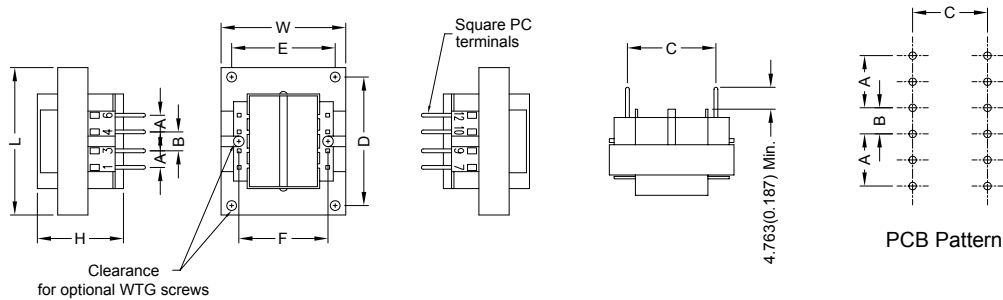 W
E
Square PC
terminals
C
C
L
6
4
3
1
A
B
A
D
12
10
9
7
A
B
A
4.763(0.187) Min.
H
F
PCB Pattern
Clearance
for optional WTG screws